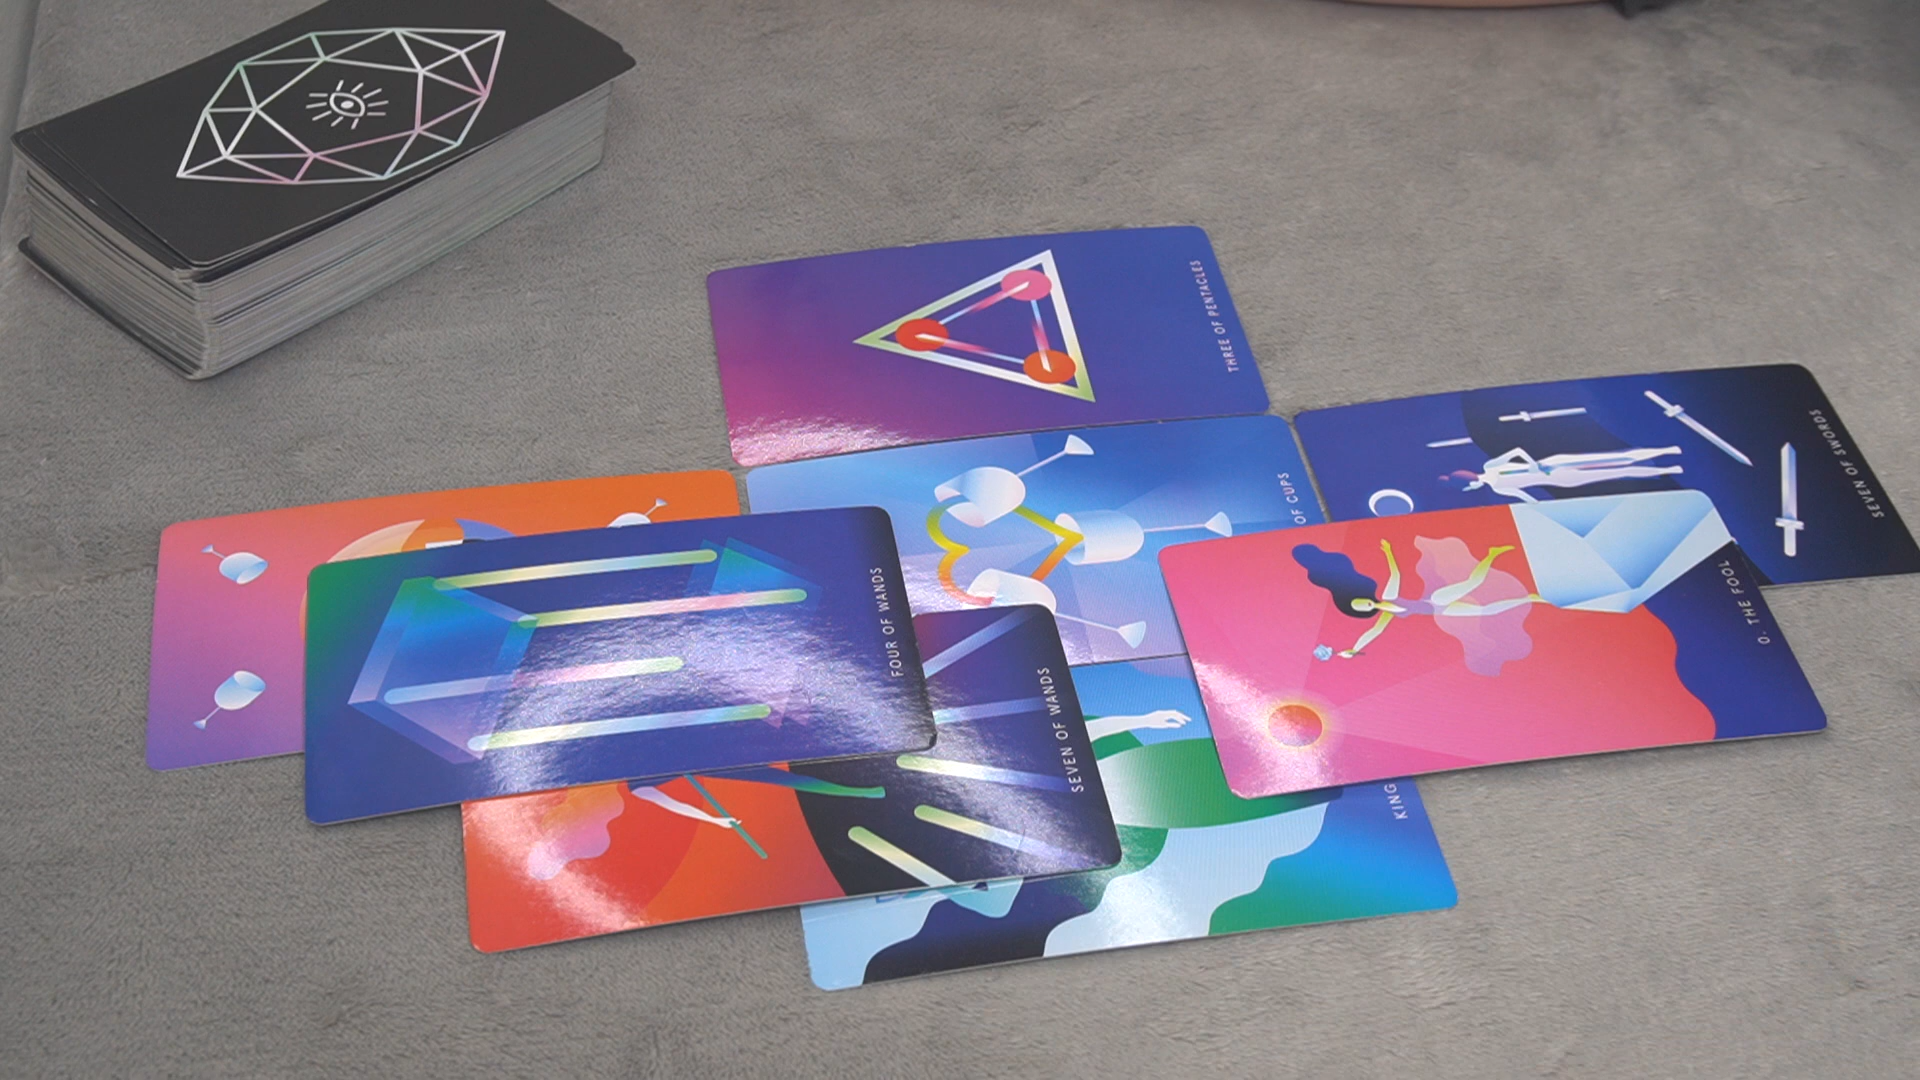 THREE OF PENTACLES
SEVEN OF SWORDS
OF CUPS
0. THE FOOL
FOUR OF WANDS
SEVEN OF WANDS
KING